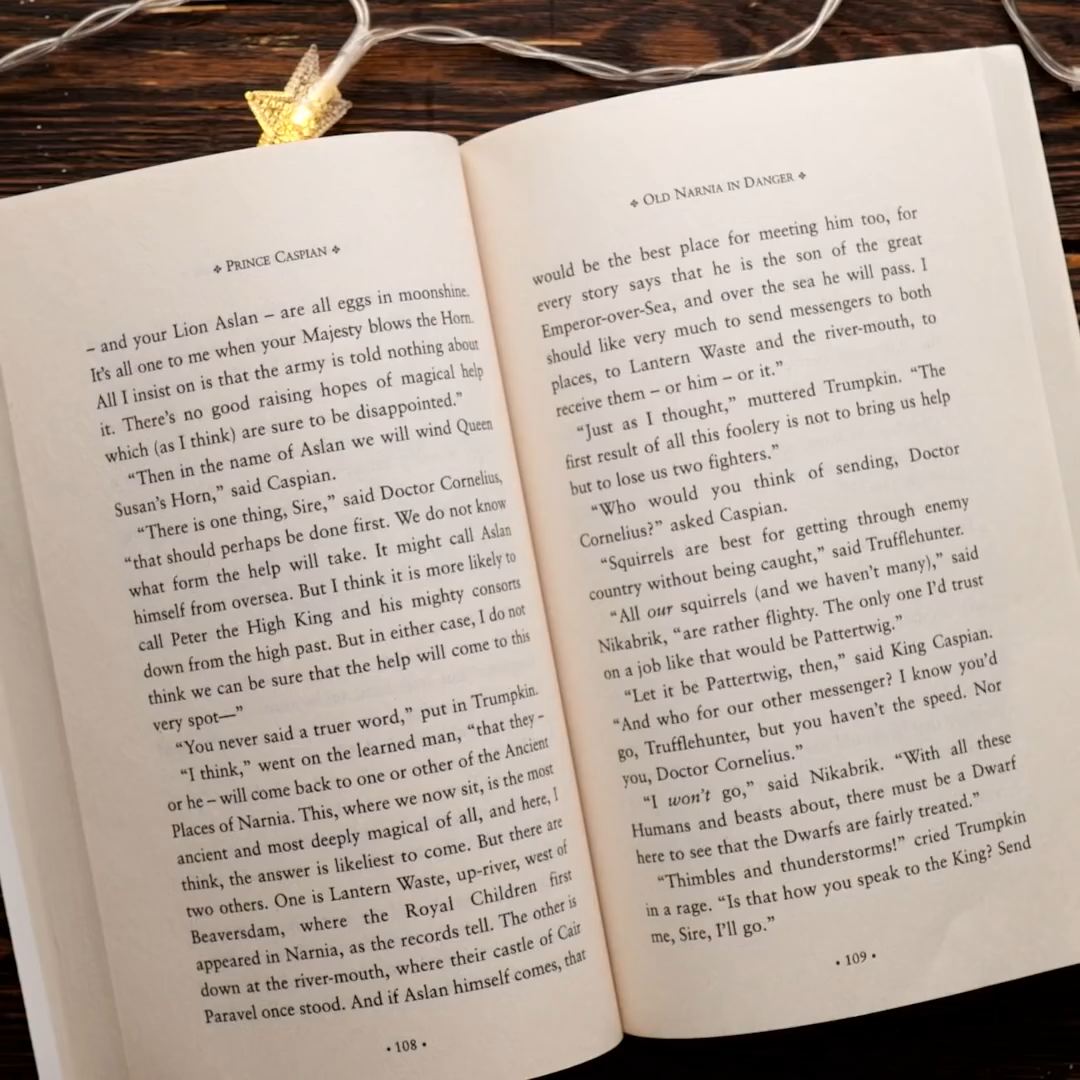 ❖ PRINCE CASPIAN ❖
– and your Lion Aslan – are all eggs in moonshine.
It’s all one to me when your Majesty blows the Horn.
All I insist on is that the army is told nothing about
it. There’s no good raising hopes of magical help
which (as I think) are sure to be disappointed.”
“Then in the name of Aslan we will wind Queen
Susan’s Horn,” said Caspian.
“There is one thing, Sire,” said Doctor Cornelius,
“that should perhaps be done first. We do not know
what form the help will take. It might call Aslan
himself from oversea. But I think it is more likely to
call Peter the High King and his mighty consorts
down from the high past. But in either case, I do not
think we can be sure that the help will come to this
very spot—”
“You never said a truer word,” put in Trumpkin.
“I think,” went on the learned man, “that they –
or he – will come back to one or other of the Ancient
Places of Narnia. This, where we now sit, is the most
ancient and most deeply magical of all, and here, I
think, the answer is likeliest to come. But there are
two others. One is Lantern Waste, up-river, west of
Beaversdam, where the Royal Children first
appeared in Narnia, as the records tell. The other is
down at the river-mouth, where their castle of Cair
Paravel once stood. And if Aslan himself comes, that
• 108 •
❖ OLD NARNIA IN DANGER ❖
would be the best place for meeting him too, for
every story says that he is the son of the great
Emperor-over-Sea, and over the sea he will pass. I
should like very much to send messengers to both
places, to Lantern Waste and the river-mouth, to
receive them – or him – or it.”
“Just as I thought,” muttered Trumpkin. “The
first result of all this foolery is not to bring us help
but to lose us two fighters.”
“Who would you think of sending, Doctor
Cornelius?” asked Caspian.
“Squirrels are best for getting through enemy
country without being caught,” said Trufflehunter.
“All our squirrels (and we haven’t many),” said
Nikabrik, “are rather flighty. The only one I’d trust
on a job like that would be Pattertwig.”
“Let it be Pattertwig, then,” said King Caspian.
“And who for our other messenger? I know you’d
go, Trufflehunter, but you haven’t the speed. Nor
you, Doctor Cornelius.”
“I won’t go,” said Nikabrik. “With all these
Humans and beasts about, there must be a Dwarf
here to see that the Dwarfs are fairly treated.”
“Thimbles and thunderstorms!” cried Trumpkin
in a rage. “Is that how you speak to the King? Send
me, Sire, I’ll go.”
• 109 •